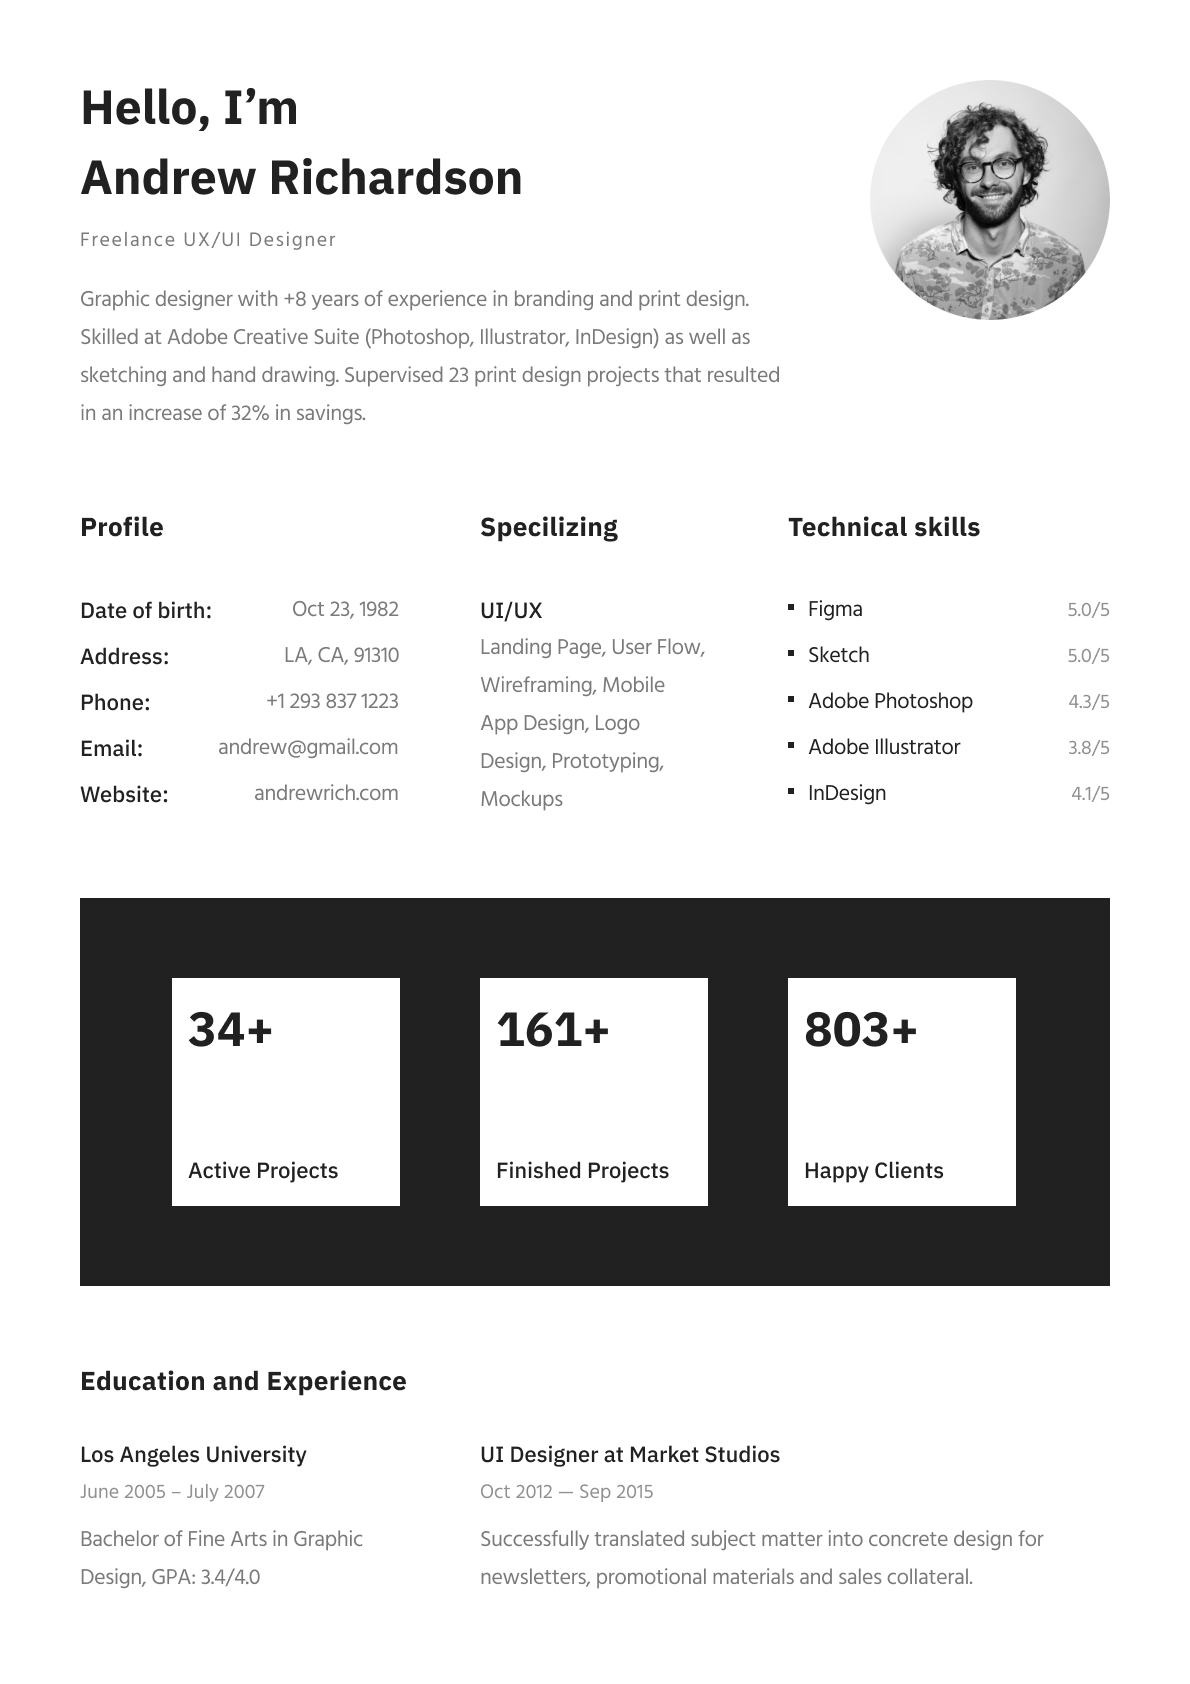 Hello, I’m
Andrew Richardson
Freelance UX/UI Designer
Graphic designer with +8 years of experience in branding and print design.
Skilled at Adobe Creative Suite (Photoshop, Illustrator, InDesign) as well as
sketching and hand drawing. Supervised 23 print design projects that resulted
in an increase of 32% in savings.
Profile
Date of birth: Oct 23, 1982
Address: LA, CA, 91310
Phone: +1 293 837 1223
Email: andrew@gmail.com
Website: andrewrich.com
Specilizing
UI/UX
Landing Page, User Flow,
Wireframing, Mobile
App Design, Logo
Design, Prototyping,
Mockups
Technical skills
▪ Figma 5.0/5
▪ Sketch 5.0/5
▪ Adobe Photoshop 4.3/5
▪ Adobe Illustrator 3.8/5
▪ InDesign 4.1/5
34+
Active Projects
161+
Finished Projects
803+
Happy Clients
Education and Experience
Los Angeles University
June 2005 – July 2007
Bachelor of Fine Arts in Graphic
Design, GPA: 3.4/4.0
UI Designer at Market Studios
Oct 2012 — Sep 2015
Successfully translated subject matter into concrete design for
newsletters, promotional materials and sales collateral.